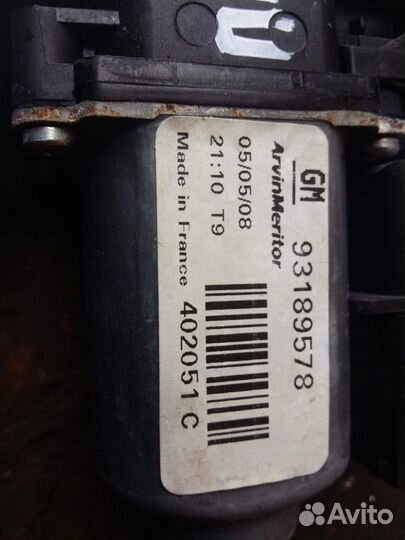 GM 93189578
ArvinMeritor
05/05/08
21:10 T9
Made in France 402051 C
Avito